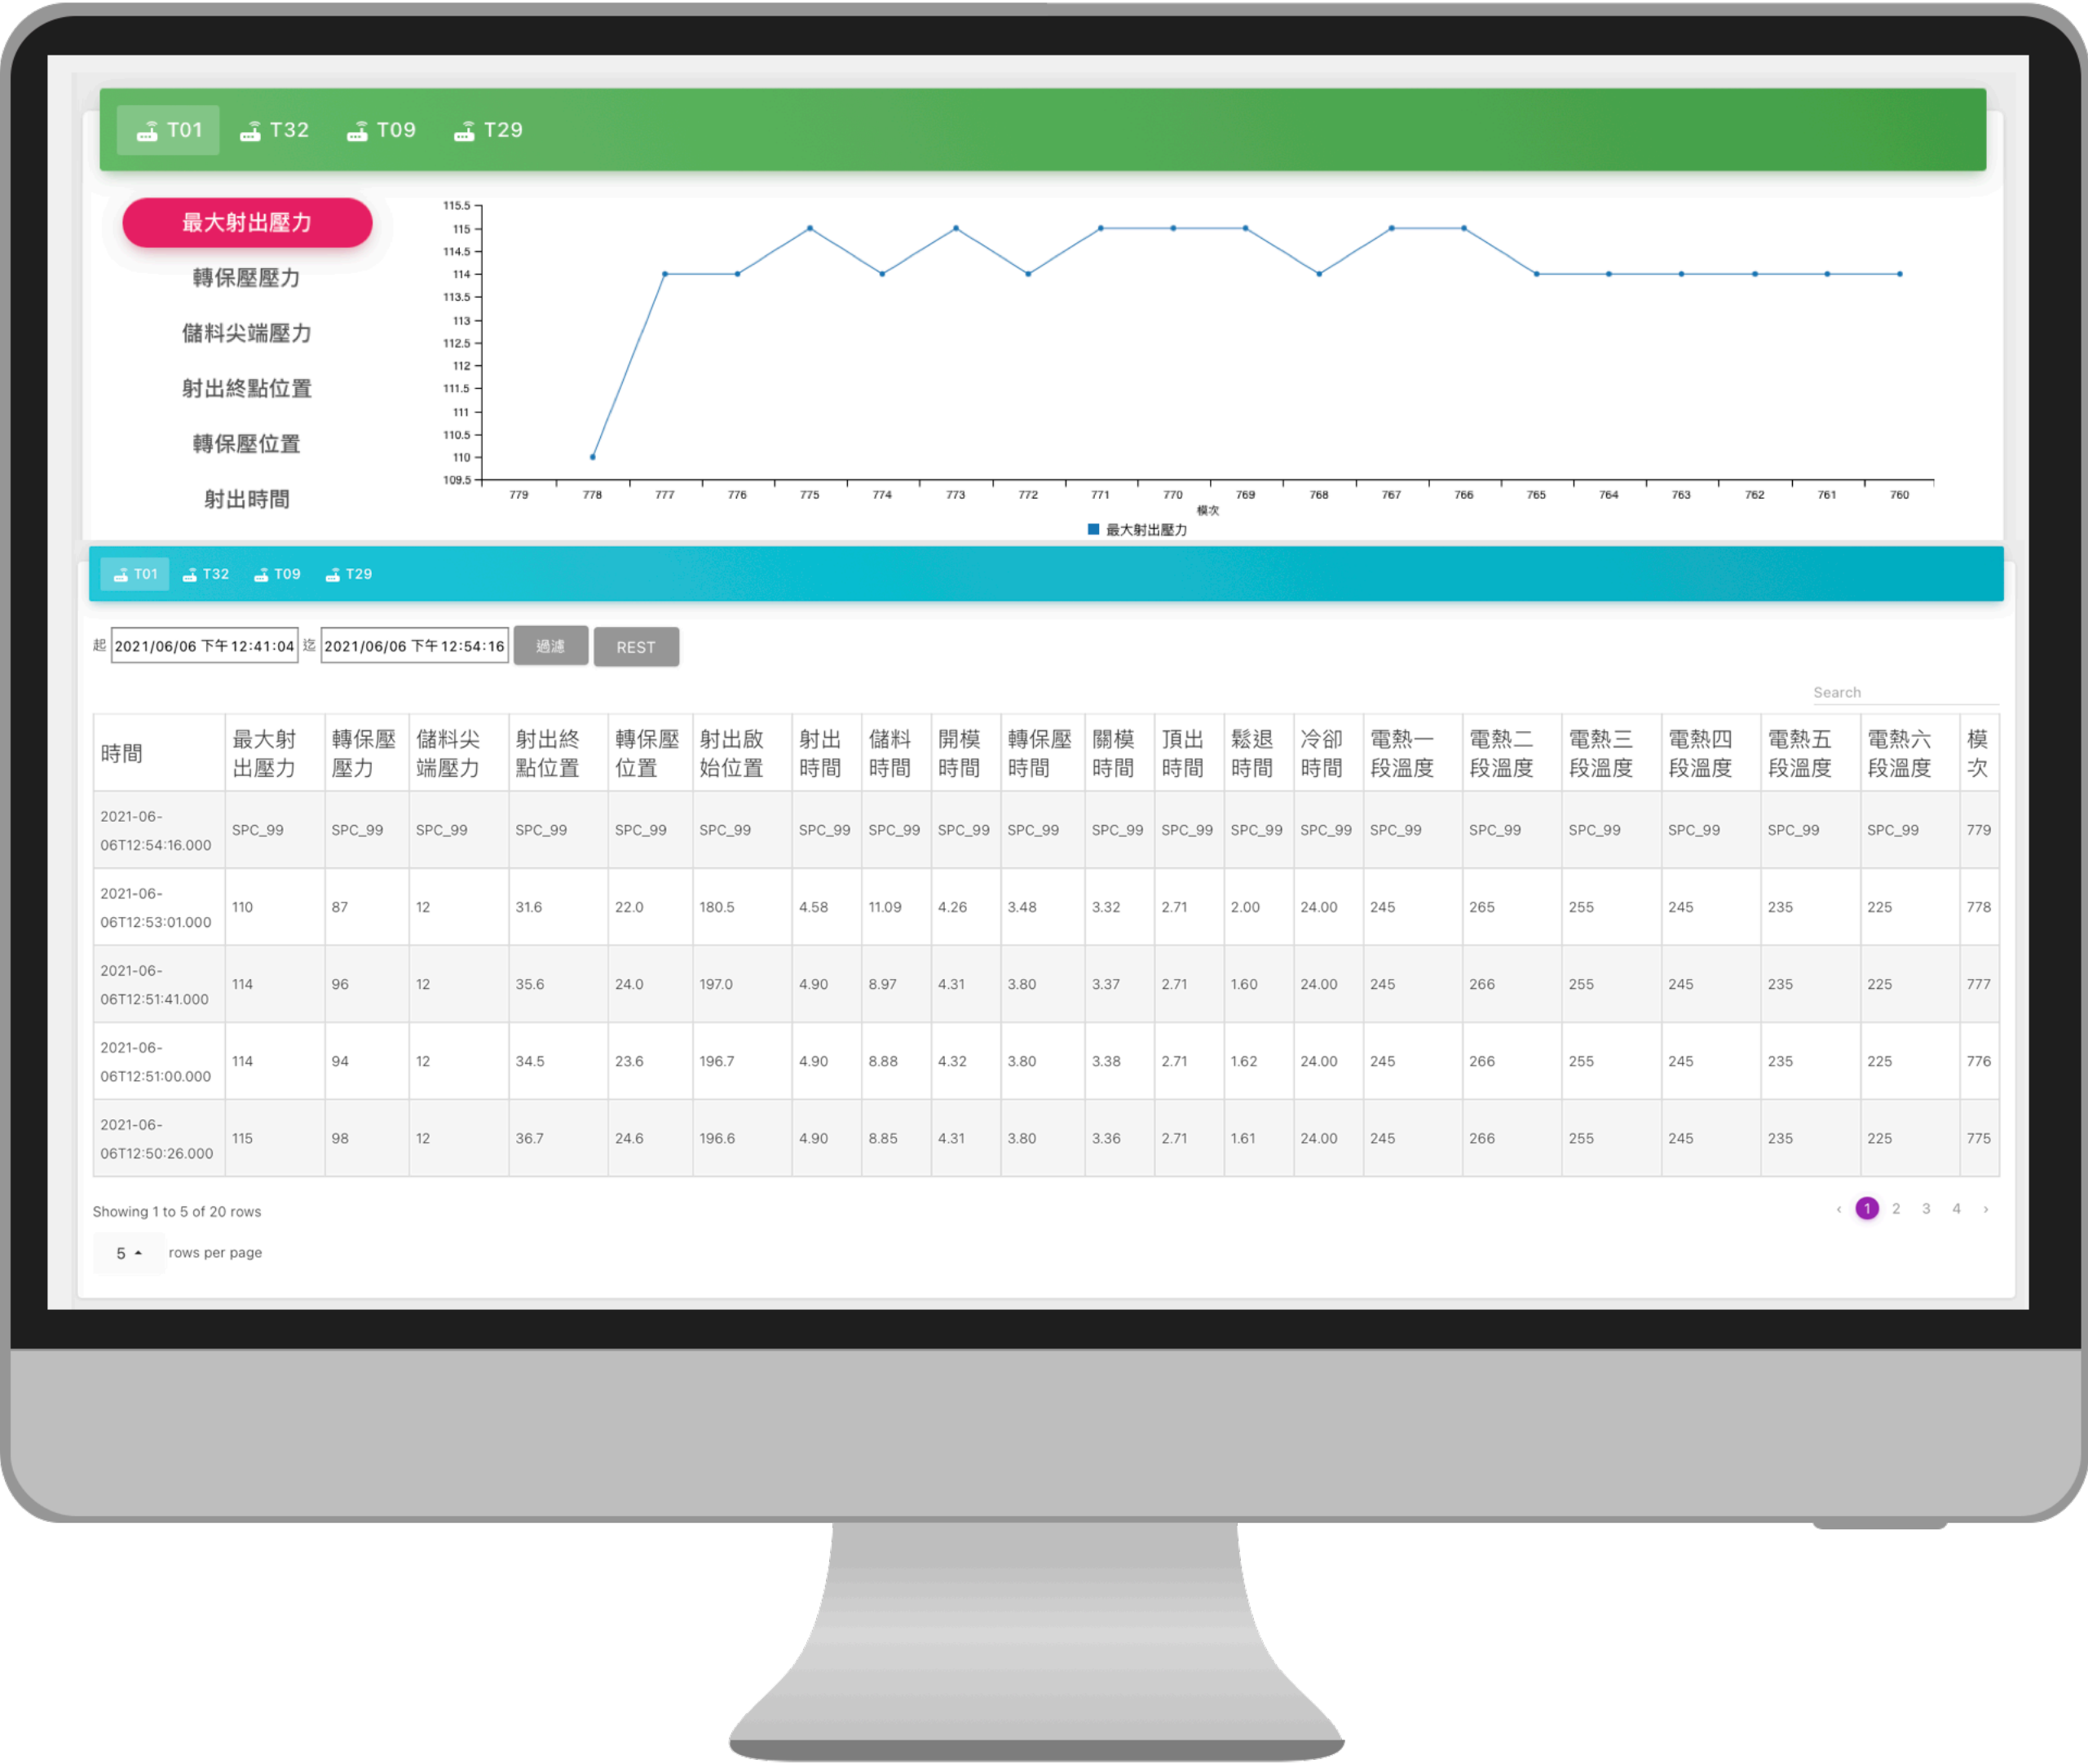 T01 T32 T09 T29
最大射出壓力
轉保壓壓力
儲料尖端壓力
射出終點位置
轉保壓位置
射出時間
115.5
115
114.5
114
113.5
113
112.5
112
111.5
111
110.5
110
109.5
779 778 777 776 775 774 773 772 771 770 769 768 767 766 765 764 763 762 761 760
模次
最大射出壓力
T01 T32 T09 T29
起 2021/06/06 下午 12:41:04 迄 2021/06/06 下午 12:54:16 過濾 REST
Search
時間 最大射出壓力 轉保壓壓力 儲料尖端壓力 射出終點位置 轉保壓位置 射出啟始位置 射出時間 儲料時間 開模時間 轉保壓時間 關模時間 頂出時間 鬆退時間 冷卻時間 電熱一段溫度 電熱二段溫度 電熱三段溫度 電熱四段溫度 電熱五段溫度 電熱六段溫度 模次
2021-06-06T12:54:16.000 SPC_99 SPC_99 SPC_99 SPC_99 SPC_99 SPC_99 SPC_99 SPC_99 SPC_99 SPC_99 SPC_99 SPC_99 SPC_99 SPC_99 SPC_99 SPC_99 SPC_99 SPC_99 SPC_99 SPC_99 779
2021-06-06T12:53:01.000 110 87 12 31.6 22.0 180.5 4.58 11.09 4.26 3.48 3.32 2.71 2.00 24.00 245 265 255 245 235 225 778
2021-06-06T12:51:41.000 114 96 12 35.6 24.0 197.0 4.90 8.97 4.31 3.80 3.37 2.71 1.60 24.00 245 266 255 245 235 225 777
2021-06-06T12:51:00.000 114 94 12 34.5 23.6 196.7 4.90 8.88 4.32 3.80 3.38 2.71 1.62 24.00 245 266 255 245 235 225 776
2021-06-06T12:50:26.000 115 98 12 36.7 24.6 196.6 4.90 8.85 4.31 3.80 3.36 2.71 1.61 24.00 245 266 255 245 235 225 775
Showing 1 to 5 of 20 rows
‹ 1 2 3 4 ›
5 rows per page